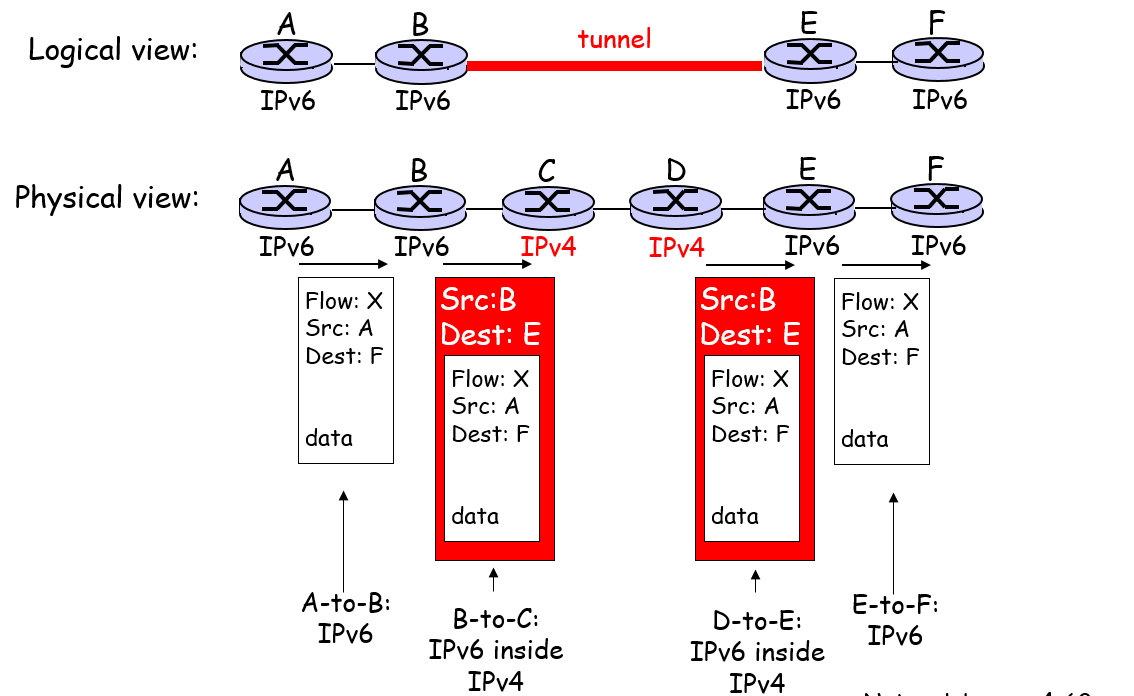 A B E F
Logical view: tunnel
IPv6 IPv6 IPv6 IPv6
A B C D E F
Physical view:
IPv6 IPv6 IPv4 IPv4 IPv6 IPv6
Flow: X
Src: A
Dest: F
data
Src:B
Dest: E
Flow: X
Src: A
Dest: F
data
Src:B
Dest: E
Flow: X
Src: A
Dest: F
data
Flow: X
Src: A
Dest: F
data
A-to-B:
IPv6
B-to-C:
IPv6 inside
IPv4
D-to-E:
IPv6 inside
IPv4
E-to-F:
IPv6